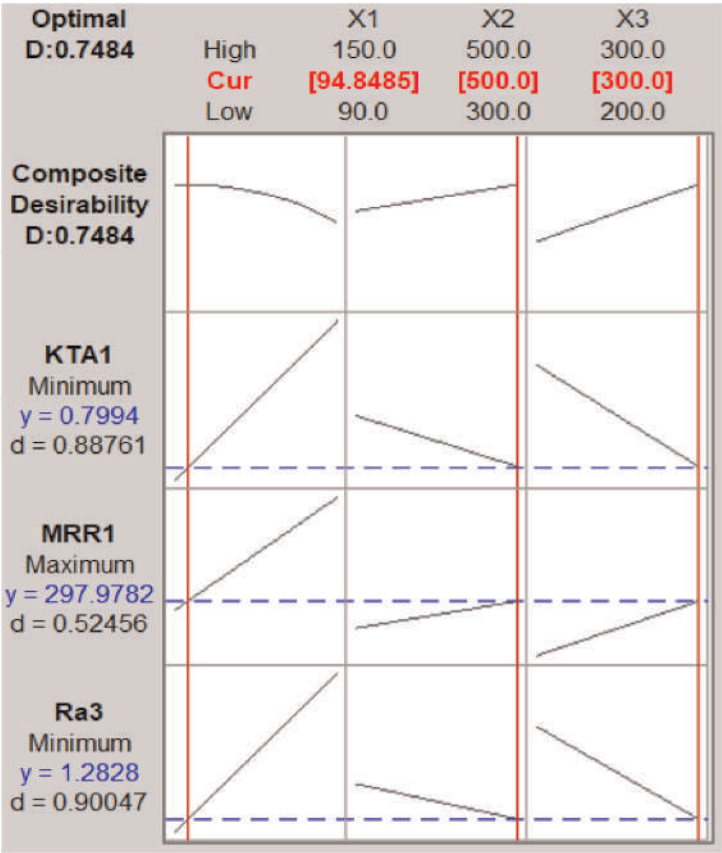 Optimal X1 X2 X3
D:0.7484 High 150.0 500.0 300.0
Cur [94.8485] [500.0] [300.0]
Low 90.0 300.0 200.0
Composite
Desirability
D:0.7484
KTA1
Minimum
y = 0.7994
d = 0.88761
MRR1
Maximum
y = 297.9782
d = 0.52456
Ra3
Minimum
y = 1.2828
d = 0.90047